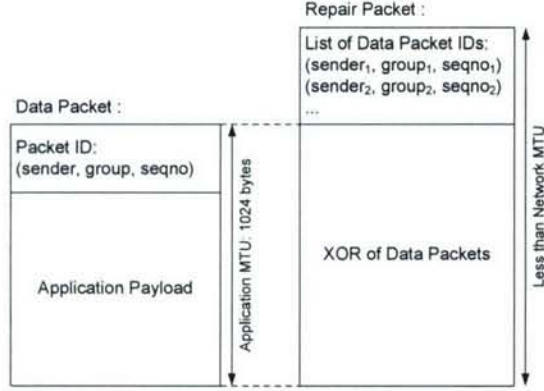 Repair Packet :
List of Data Packet IDs:
(sender₁, group₁, seqno₁)
(sender₂, group₂, seqno₂)
...
Data Packet :
Packet ID:
(sender, group, seqno)
Application Payload
Application MTU: 1024 bytes
XOR of Data Packets
Less than Network MTU